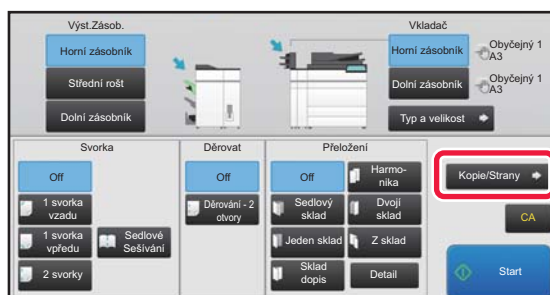 Výst.Zásob.
Vkladač
Horní zásobník
Střední rošt
Dolní zásobník
Horní zásobník
Obyčejný 1
A3
Dolní zásobník
Obyčejný 1
A3
Typ a velikost
Svorka
Děrovat
Přeložení
Off
1 svorka
vzadu
1 svorka
vpředu
Sedlové
Sešívání
2 svorky
Off
Děrování - 2
otvory
Off
Harmo-
nika
Sedlový
sklad
Dvojí
sklad
Jeden sklad
Z sklad
Sklad
dopis
Detail
Kopie/Strany
CA
Start